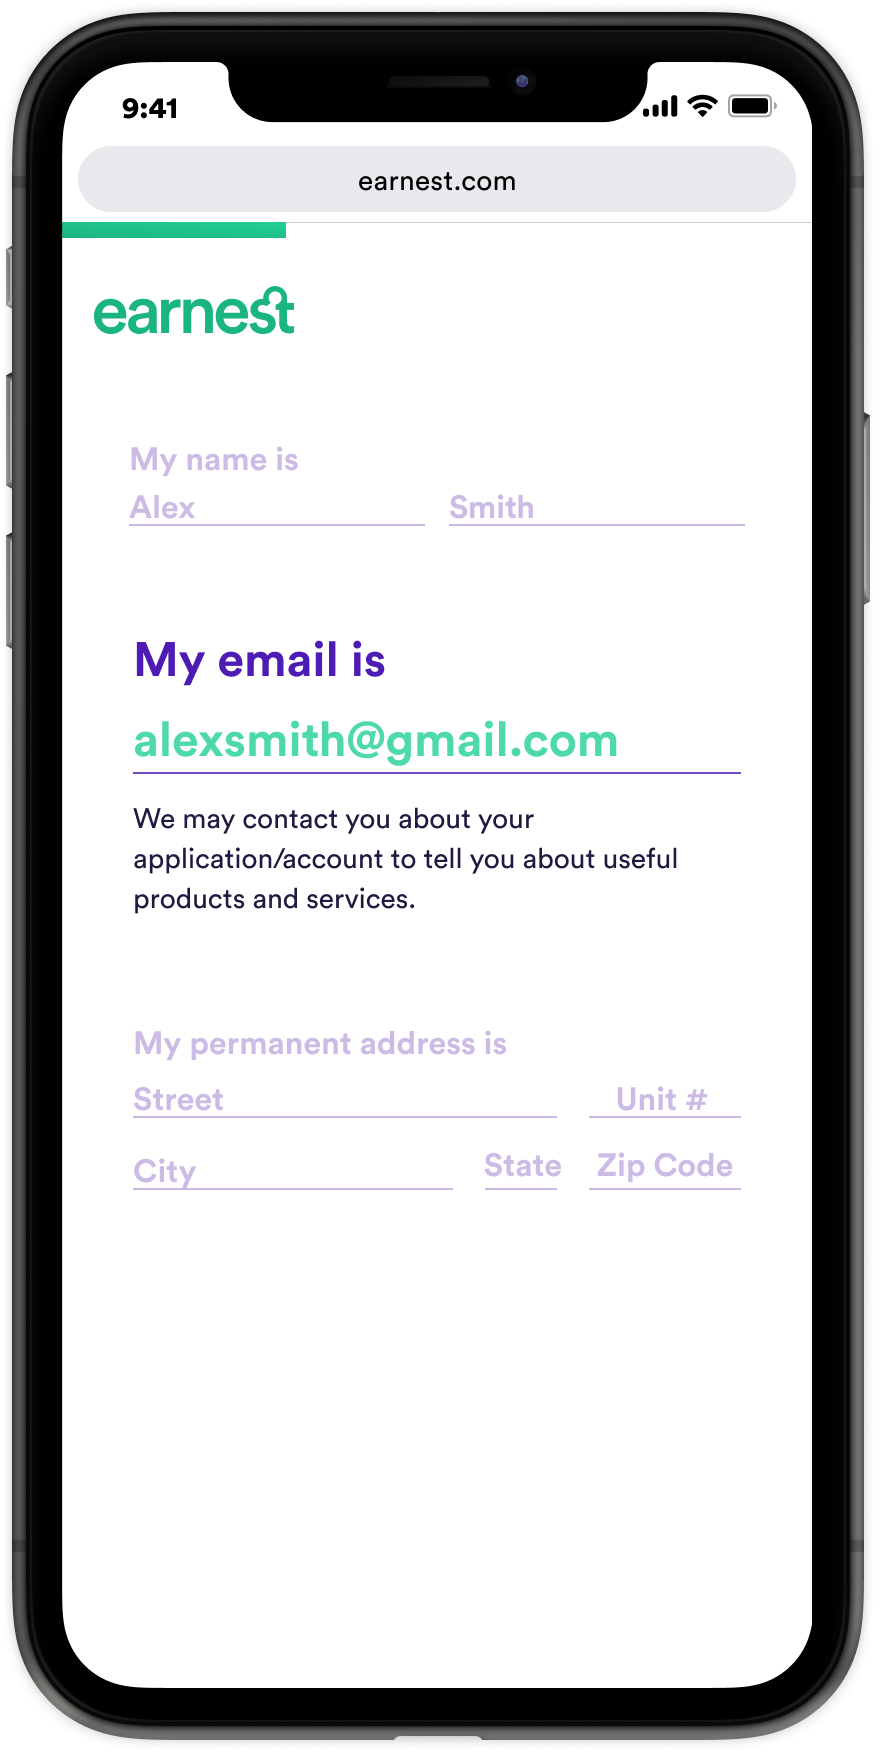 9:41
earnest.com
earnest
My name is
Alex Smith
My email is
alexsmith@gmail.com
We may contact you about your
application/account to tell you about useful
products and services.
My permanent address is
Street Unit #
City State Zip Code